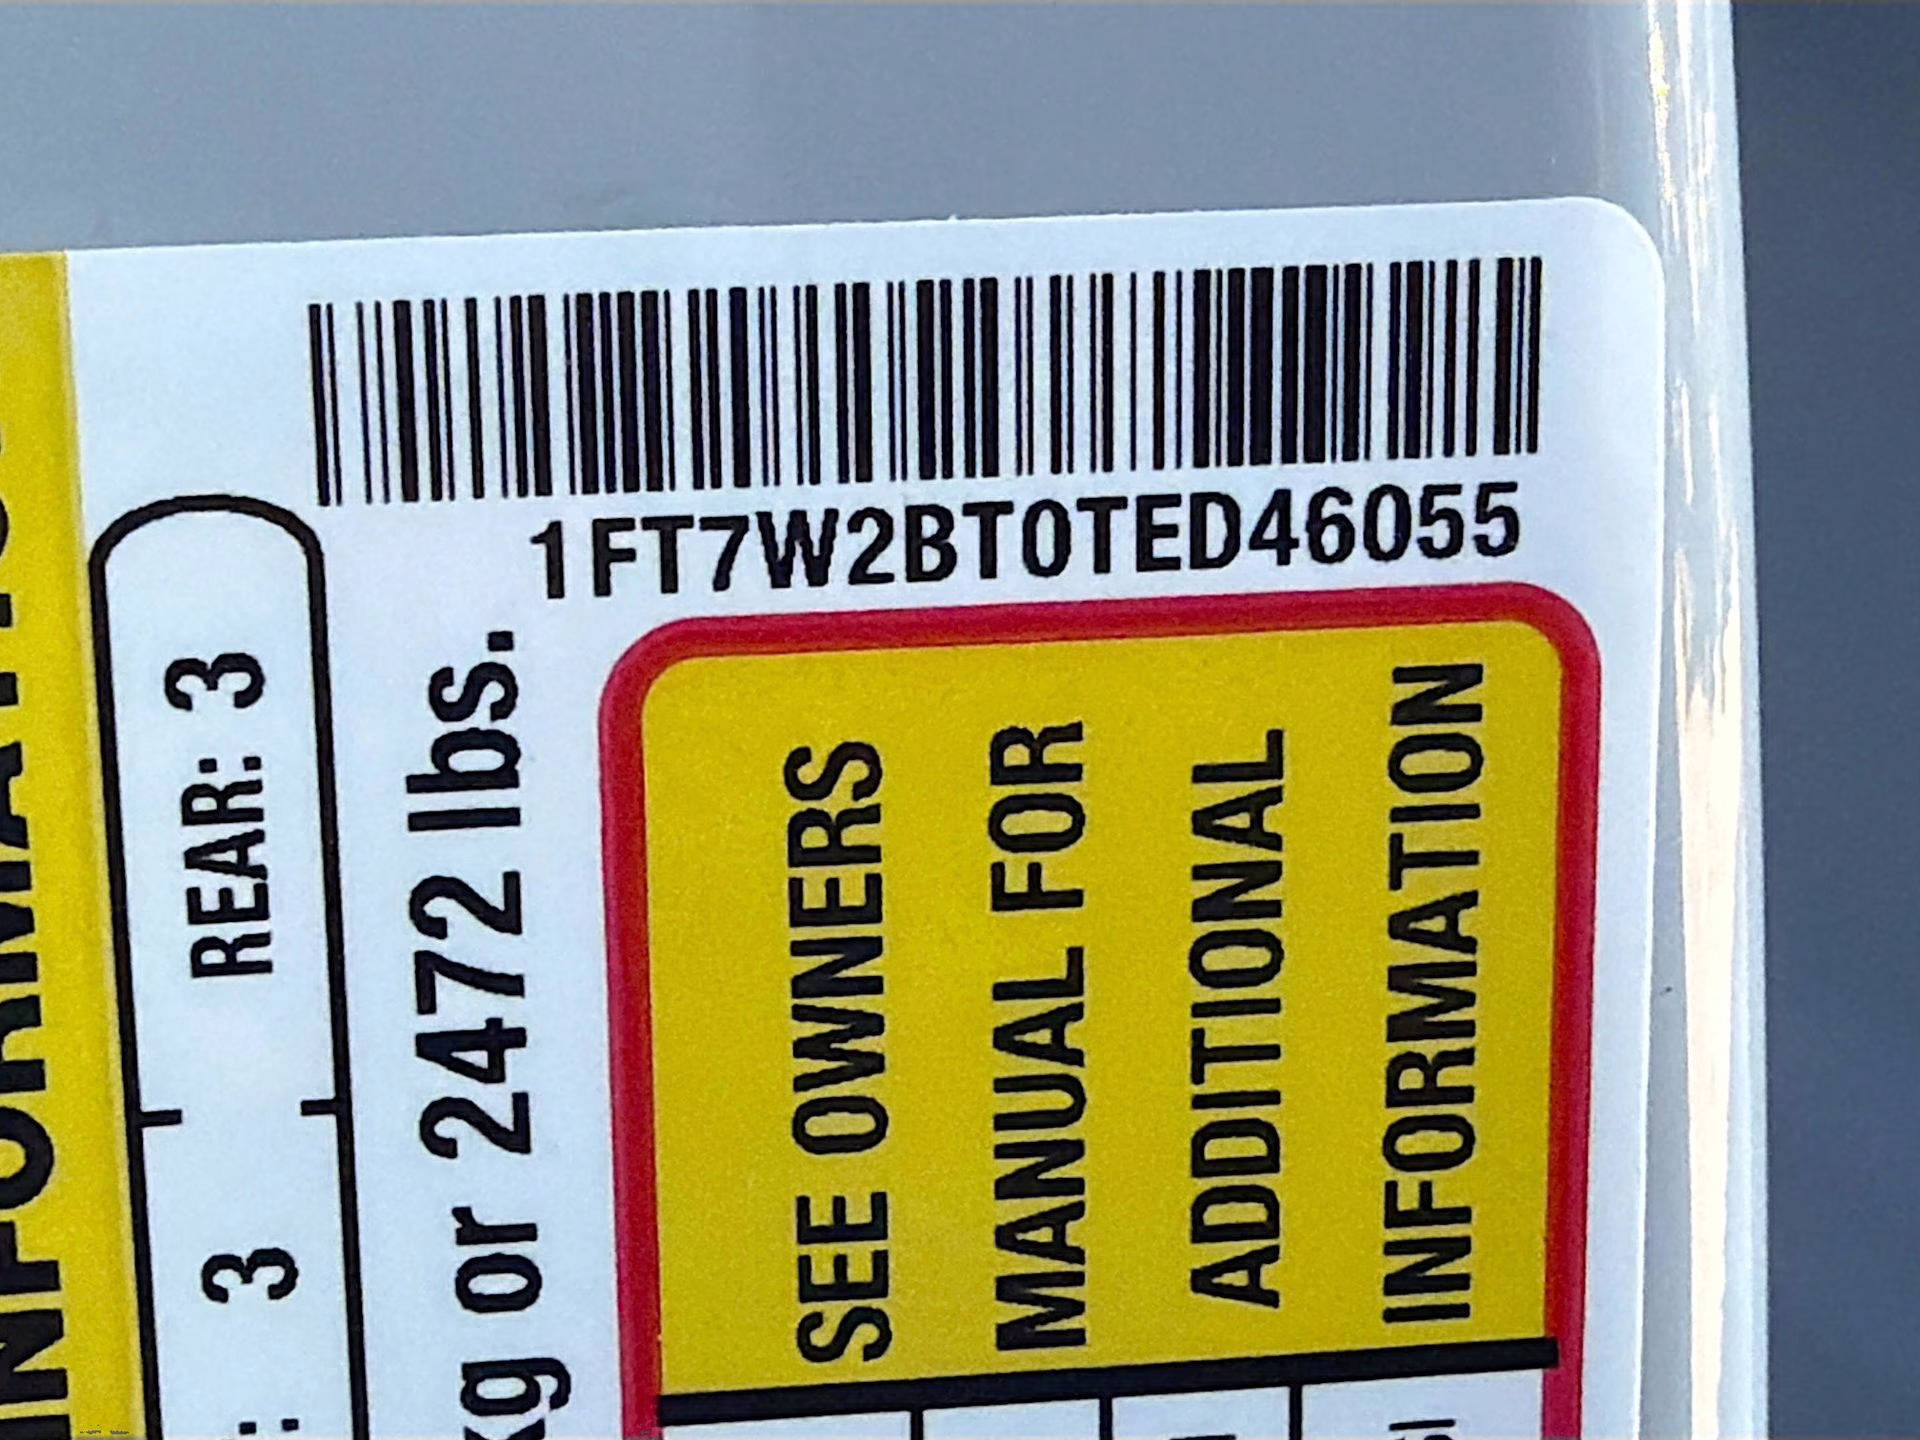 1FT7W2BT0TED46055
REAR: 3
3
kg or 2472 lbs.
SEE OWNERS
MANUAL FOR
ADDITIONAL
INFORMATION